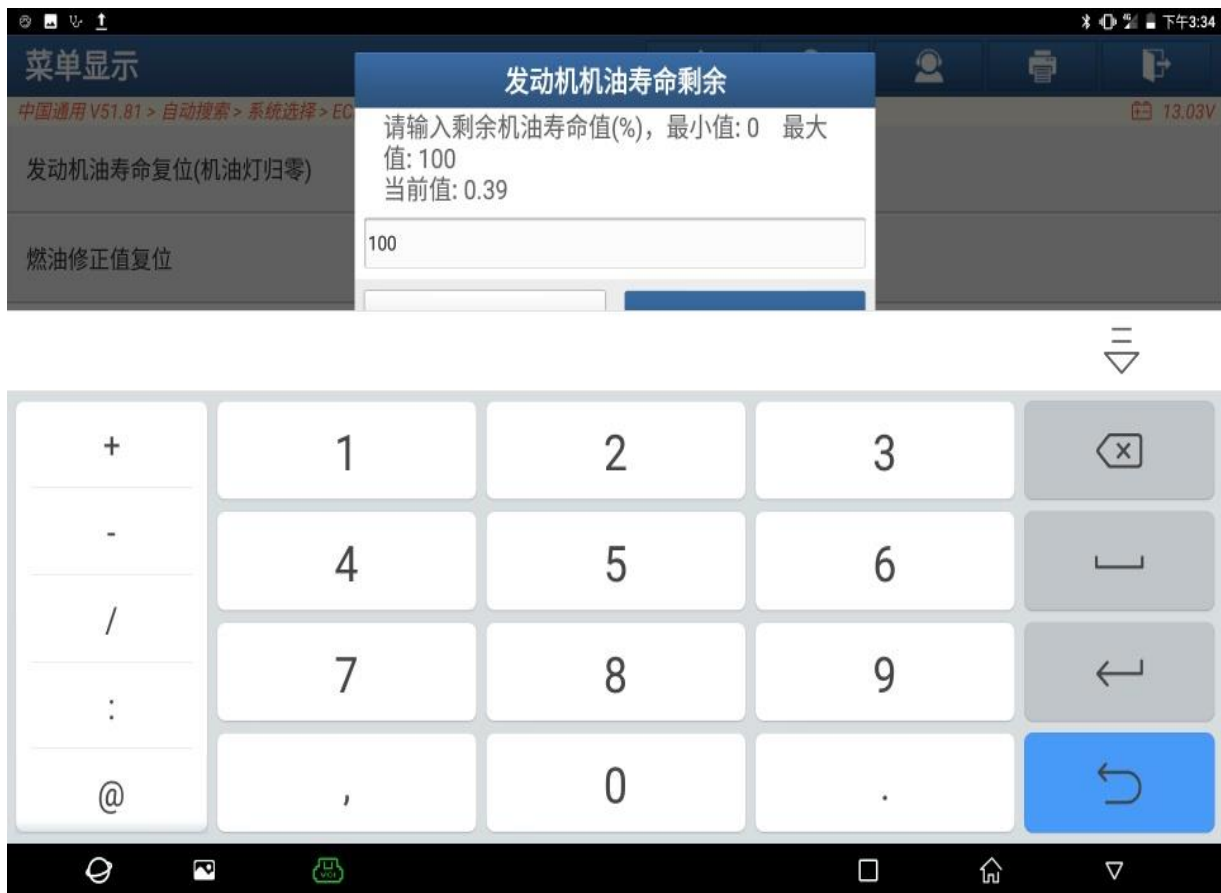 下午3:34
菜单显示
发动机机油寿命剩余
中国通用 V51.81 > 自动搜索 > 系统选择 > EC
13.03V
请输入剩余机油寿命值(%)，最小值: 0 最大
值: 100
当前值: 0.39
发动机油寿命复位(机油灯归零)
100
燃油修正值复位
+ 1 2 3
- 4 5 6
/ 7 8 9
:
@ , 0 .
VCI